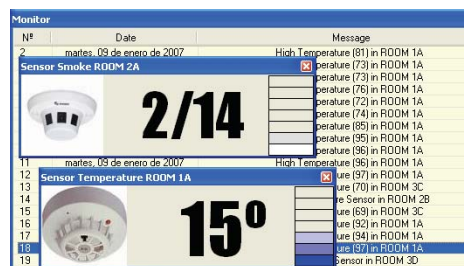 Monitor
Nº Date Message
2 martes, 09 de enero de 2007 High Temperature (81) in ROOM 1A
Sensor Smoke ROOM 2A
perature (73) in ROOM 1A
perature (73) in ROOM 1A
perature (76) in ROOM 1A
perature (72) in ROOM 1A
perature (74) in ROOM 1A
perature (85) in ROOM 1A
perature (95) in ROOM 1A
perature (96) in ROOM 1A
2/14
11 martes, 09 de enero de 2007 High Temperature (96) in ROOM 1A
12 ure (97) in ROOM 1A
Sensor Temperature ROOM 1A
13 ure (70) in ROOM 3C
14 re Sensor in ROOM 2B
15 ure (69) in ROOM 3C
16 ure (92) in ROOM 1A
17 ure (94) in ROOM 1A
18 ure (97) in ROOM 1A
19 Sensor in ROOM 3D
15º